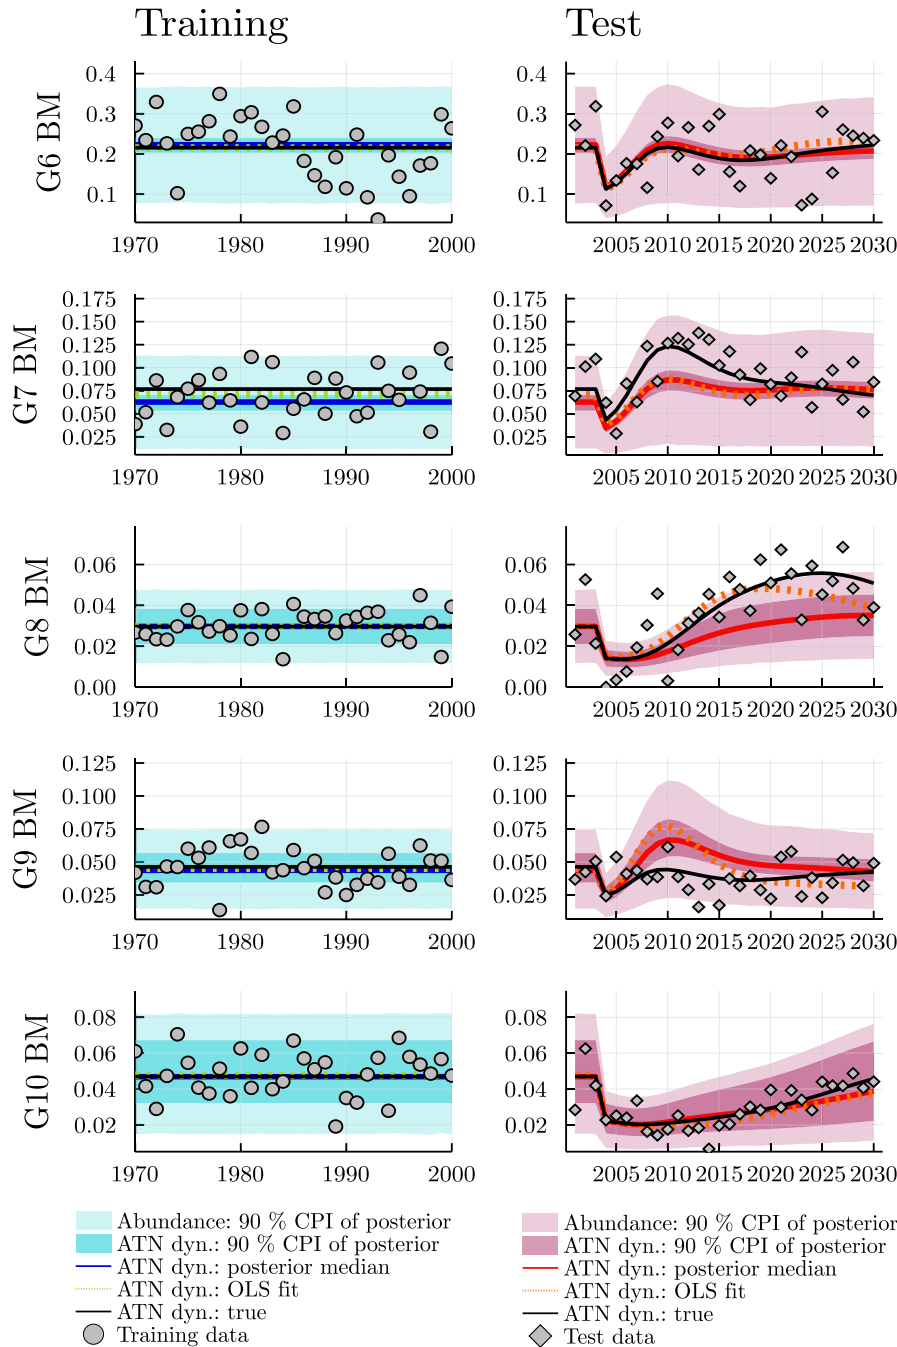 Training Test
G6 BM
0.4 0.4
0.3 0.3
0.2 0.2
0.1 0.1
1970 1980 1990 2000 2005 2010 2015 2020 2025 2030
G7 BM
0.175 0.175
0.150 0.150
0.125 0.125
0.100 0.100
0.075 0.075
0.050 0.050
0.025 0.025
1970 1980 1990 2000 2005 2010 2015 2020 2025 2030
G8 BM
0.06 0.06
0.04 0.04
0.02 0.02
0.00 0.00
1970 1980 1990 2000 2005 2010 2015 2020 2025 2030
G9 BM
0.125 0.125
0.100 0.100
0.075 0.075
0.050 0.050
0.025 0.025
1970 1980 1990 2000 2005 2010 2015 2020 2025 2030
G10 BM
0.08 0.08
0.06 0.06
0.04 0.04
0.02 0.02
1970 1980 1990 2000 2005 2010 2015 2020 2025 2030
Abundance: 90 % CPI of posterior Abundance: 90 % CPI of posterior
ATN dyn.: 90 % CPI of posterior ATN dyn.: 90 % CPI of posterior
ATN dyn.: posterior median ATN dyn.: posterior median
ATN dyn.: OLS fit ATN dyn.: OLS fit
ATN dyn.: true ATN dyn.: true
Training data Test data